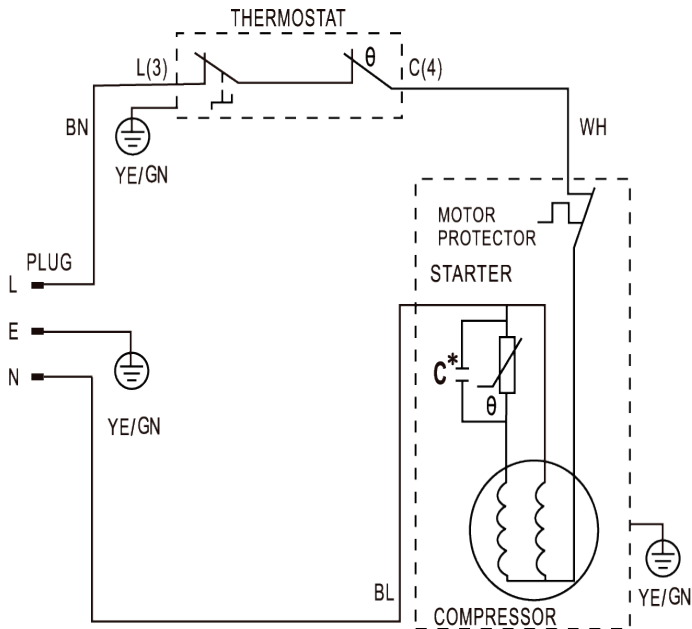 THERMOSTAT
L(3)
θ
C(4)
BN
WH
YE/GN
MOTOR
PROTECTOR
PLUG
STARTER
L
E
C*
N
θ
YE/GN
BL
YE/GN
COMPRESSOR